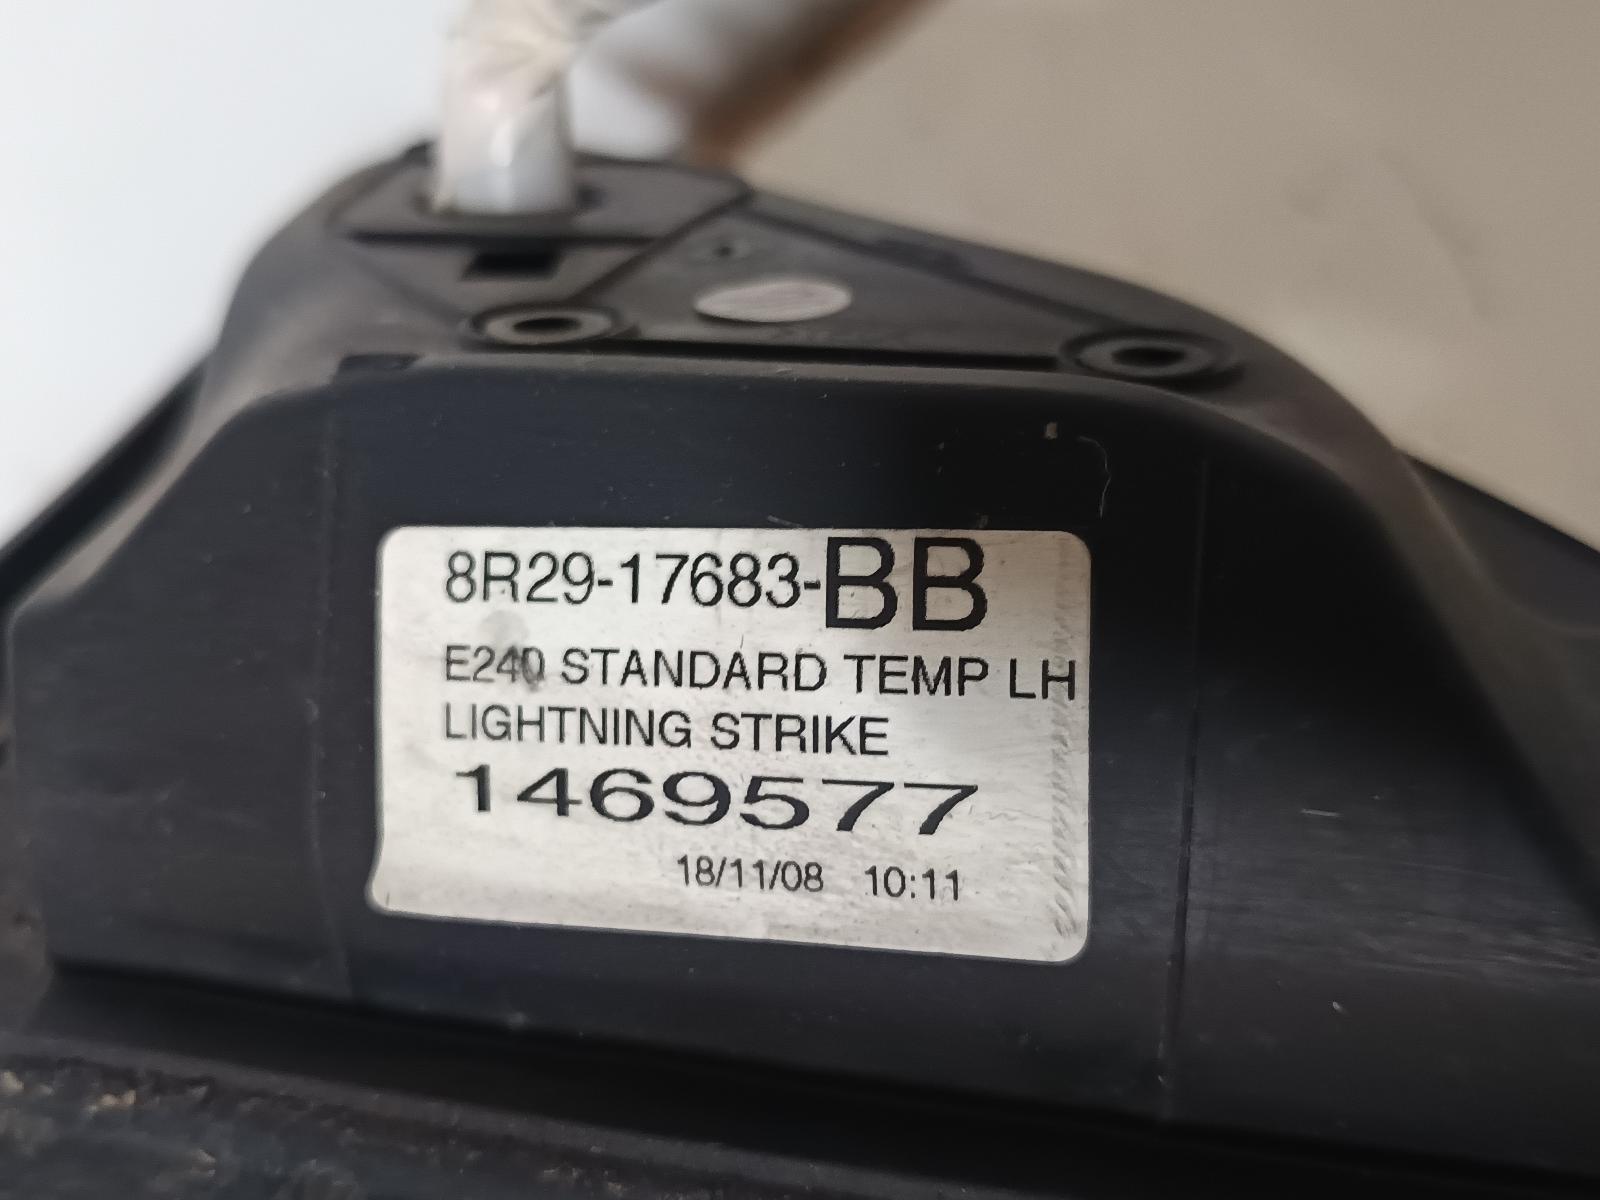 8R29-17683-BB
E240 STANDARD TEMP LH
LIGHTNING STRIKE
1469577
18/11/08 10:11